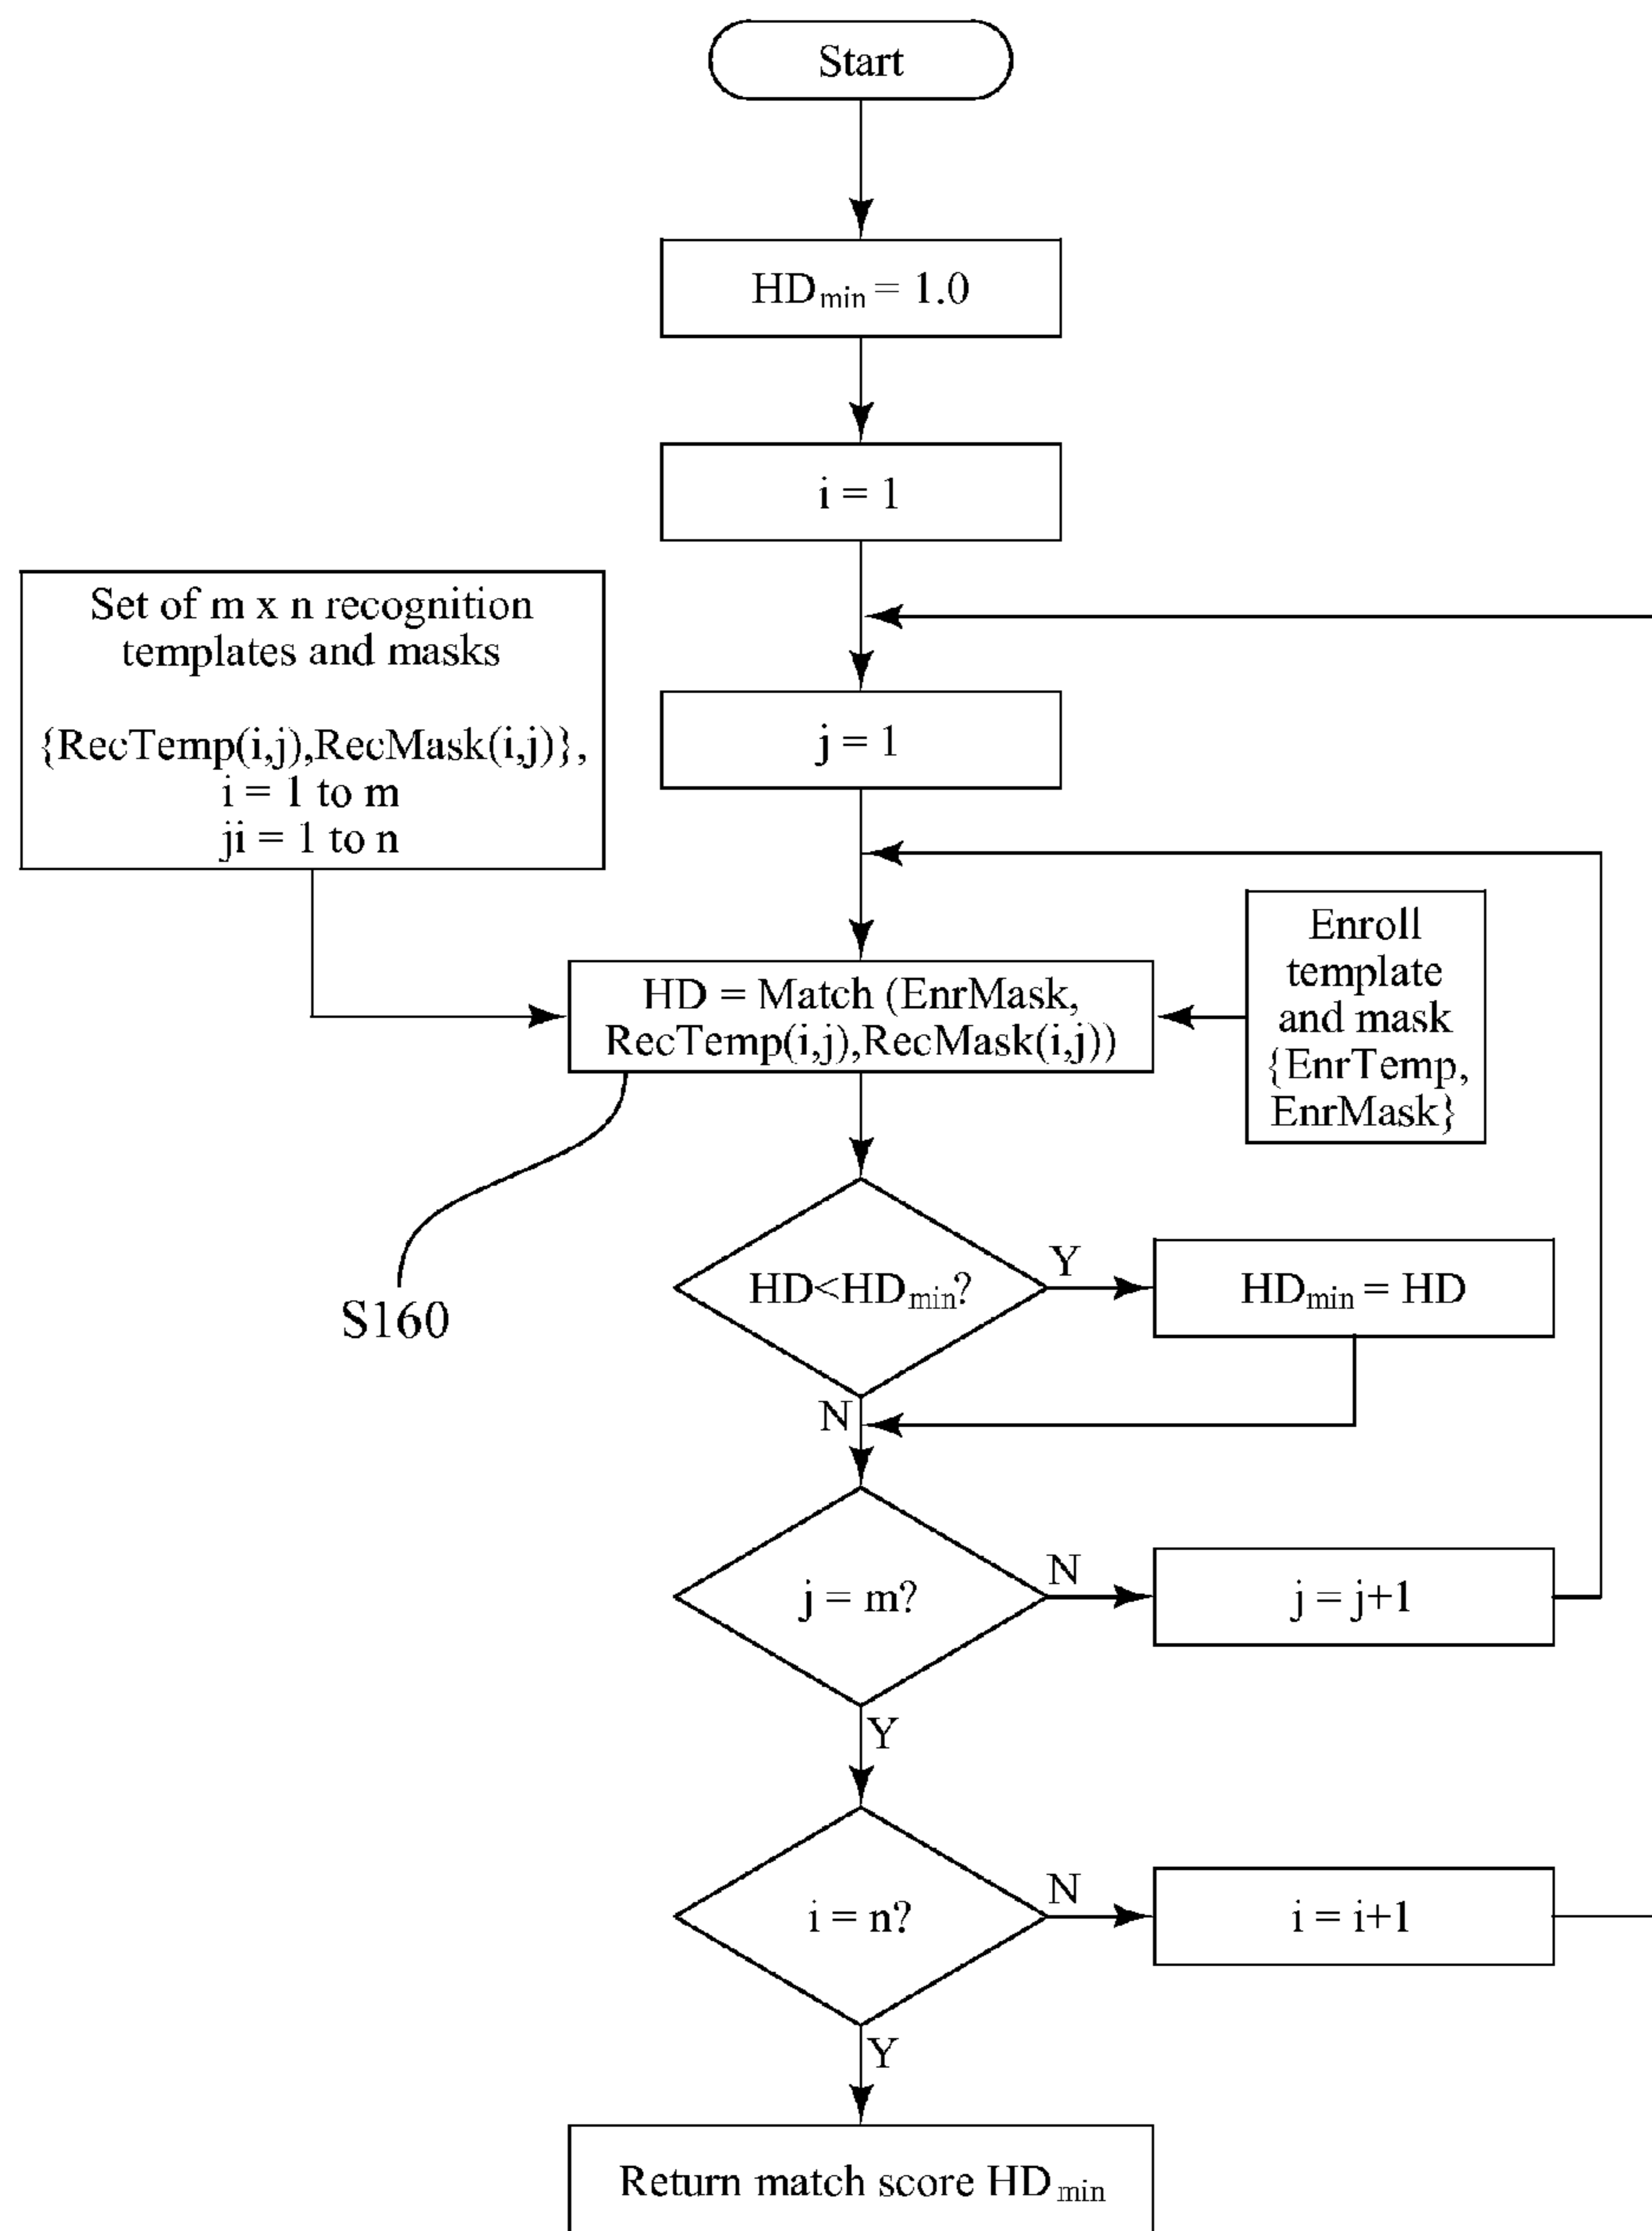 Start
HDmin = 1.0
i = 1
Set of m x n recognition
templates and masks
{RecTemp(i,j),RecMask(i,j)},
i = 1 to m
ji = 1 to n
j = 1
Enroll
template
and mask
{EnrTemp,
EnrMask}
HD = Match (EnrMask,
RecTemp(i,j),RecMask(i,j))
S160
HD<HDmin?
Y
HDmin = HD
N
j = m?
N
j = j+1
Y
i = n?
N
i = i+1
Y
Return match score HDmin